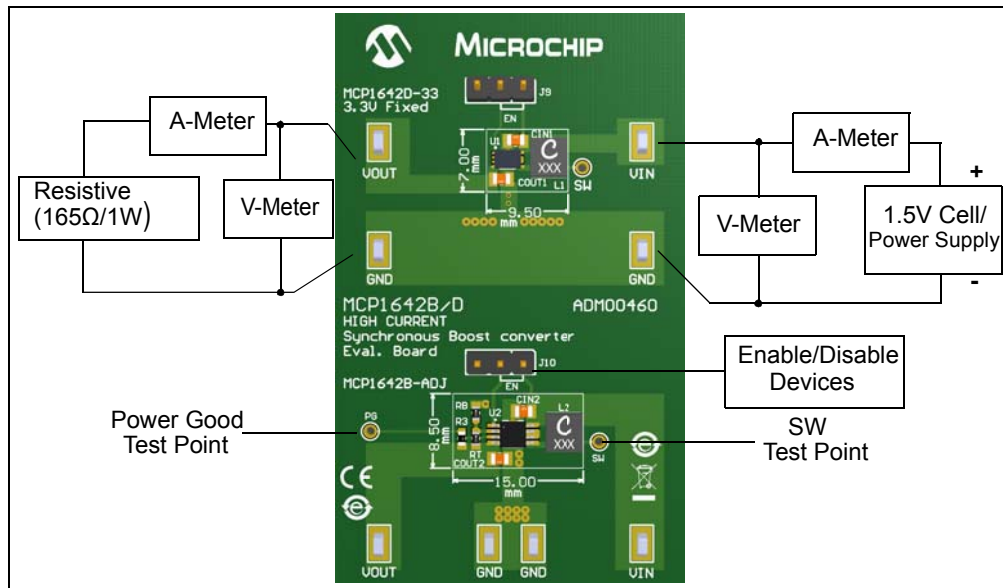 MICROCHIP
MCP1642D-33
3.3V Fixed
J9
EN
A-Meter
A-Meter
+
CIN1
U1
C
XXX
7.00
mm
VOUT
COUT1
L1
SW
VIN
Resistive
(165Ω/1W)
V-Meter
9.50
mm
V-Meter
1.5V Cell/
Power Supply
-
GND
GND
MCP1642B/D
ADM00460
HIGH CURRENT
Synchronous Boost converter
Eval. Board
J10
EN
Enable/Disable
Devices
MCP1642B-ADJ
CIN2
RB
U2
L2
C
XXX
R3
PG
Power Good
Test Point
8.50
mm
RT
COUT2
SW
SW
Test Point
15.00
mm
CE
e
e
VOUT
GND
GND
VIN